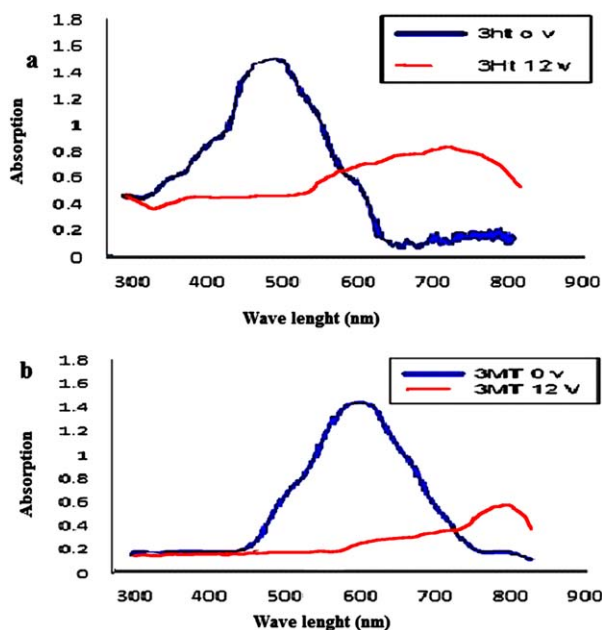 a
Absorption
1.8
1.6
1.4
1.2
1
0.8
0.6
0.4
0.2
0
3ht o v
3Ht 12 v
300 400 500 600 700 800 900
Wave lenght (nm)
b
Absorption
1.8
1.6
1.4
1.2
1
0.8
0.6
0.4
0.2
0
3MT 0 v
3MT 12 V
300 400 500 600 700 800 900
Wave lenght (nm)